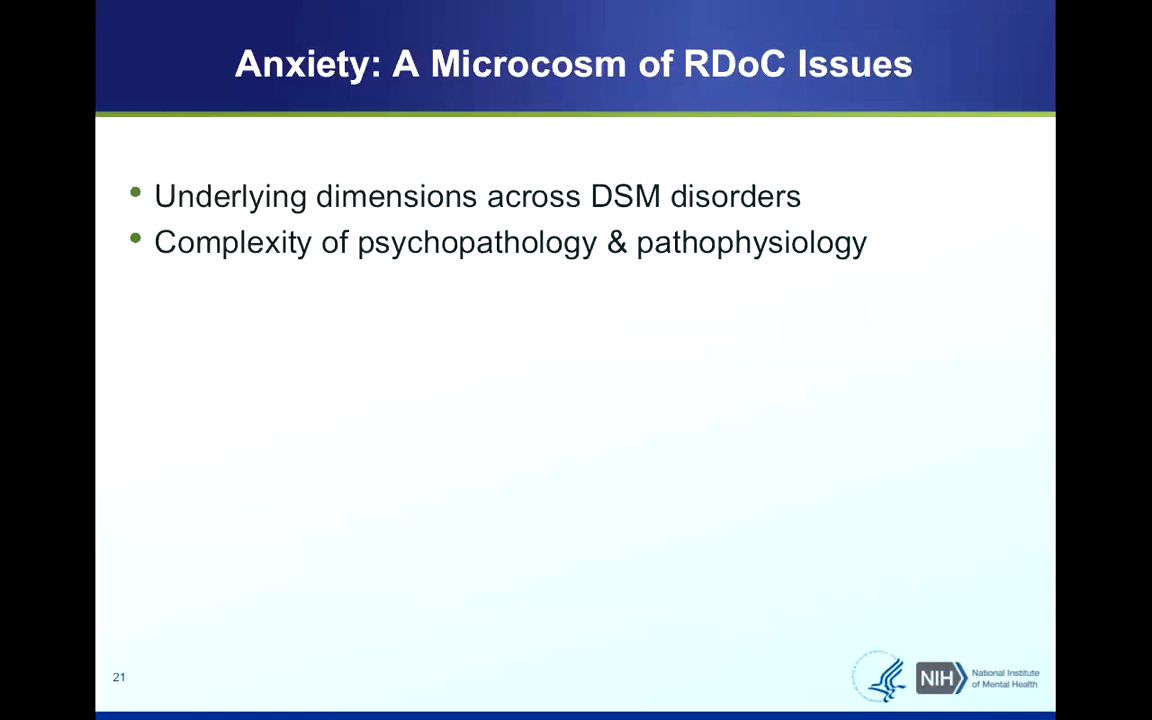 Anxiety: A Microcosm of RDoC Issues
• Underlying dimensions across DSM disorders
• Complexity of psychopathology & pathophysiology
21
NIH
National Institute
of Mental Health